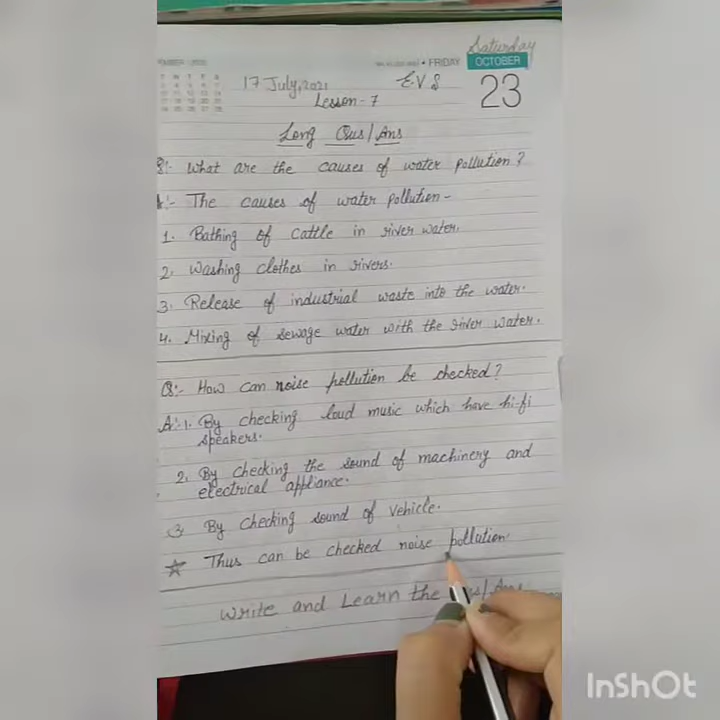 Saturday
FRIDAY OCTOBER
17 July, 2021 E.V.S 23
Lesson-7
Long Qus/Ans
Q:- What are the causes of water pollution?
A:- The causes of water pollution-
1. Bathing of cattle in river water.
2. Washing clothes in rivers.
3. Release of industrial waste into the water.
4. Mixing of sewage water with the river water.
Q:- How can noise pollution be checked?
A:-1. By checking loud music which have hi-fi
speakers.
2. By checking the sound of machinery and
electrical appliance.
3 By checking sound of vehicle.
Thus can be checked noise pollution.
Write and Learn the Qus/Ans
InShOt